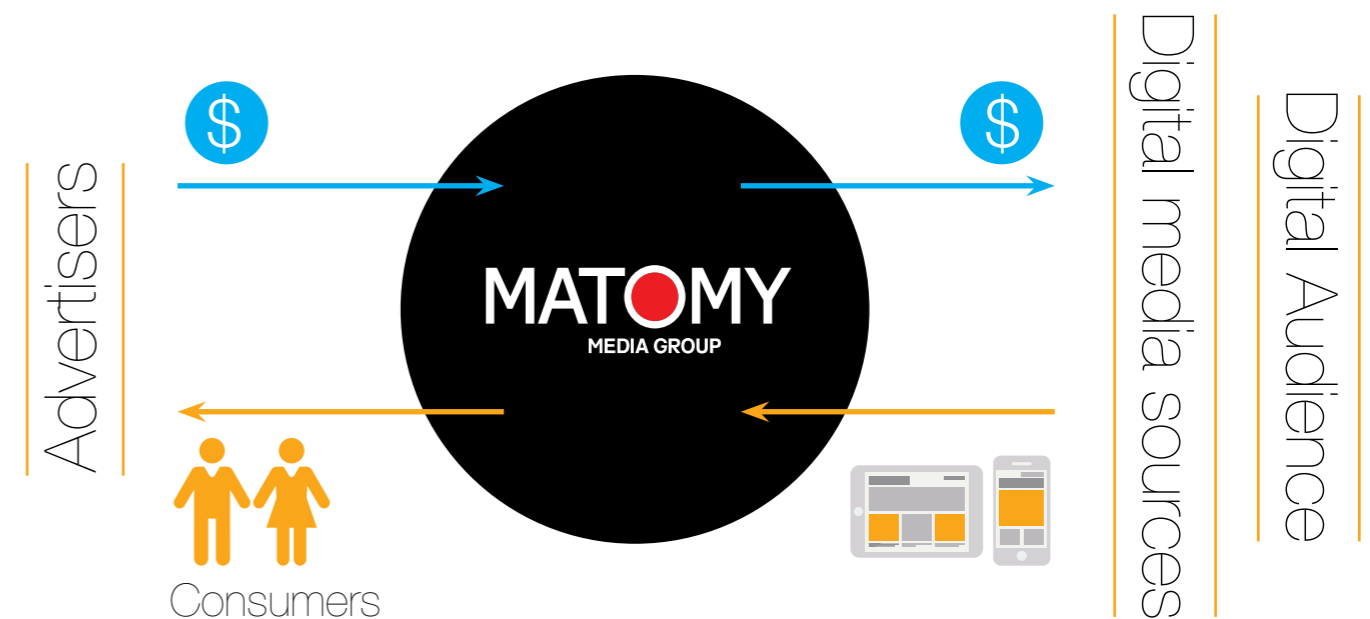 Advertisers
$
$
MATOMY
MEDIA GROUP
Consumers
Digital media sources
Digital Audience